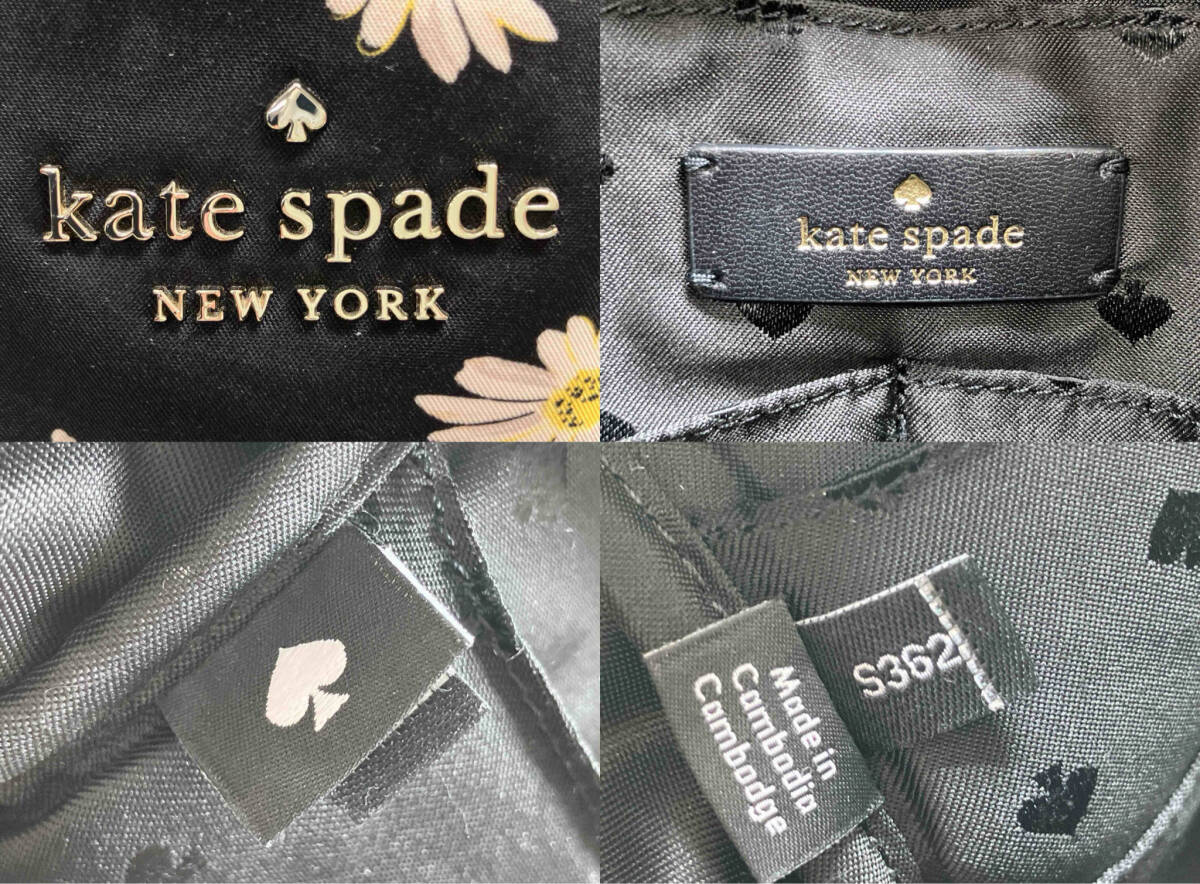 kate spade
NEW YORK
kate spade
NEW YORK
Made in
Cambodia
Cambodge
S362